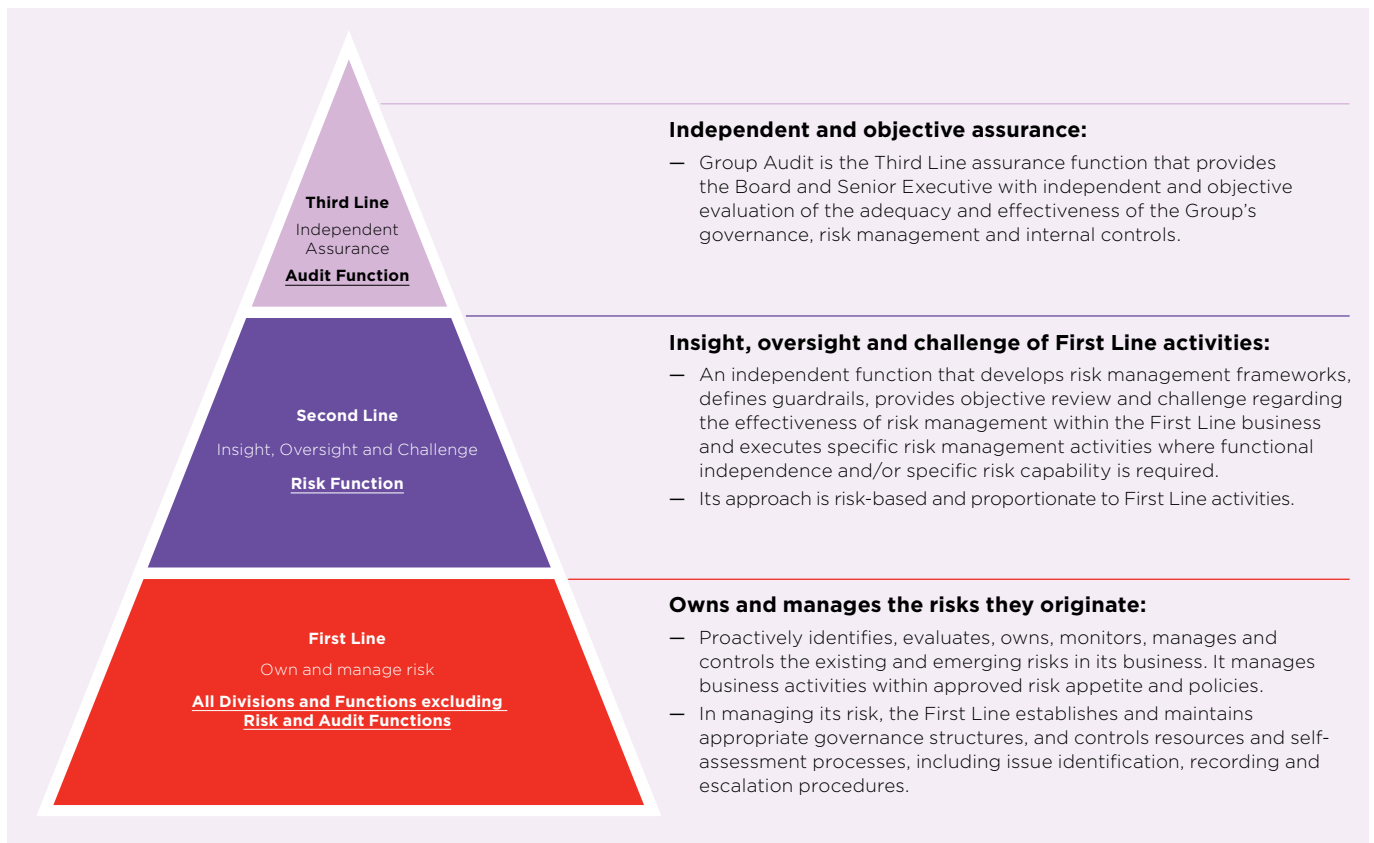 Third Line
Independent
Assurance
Audit Function
Independent and objective assurance:
— Group Audit is the Third Line assurance function that provides
the Board and Senior Executive with independent and objective
evaluation of the adequacy and effectiveness of the Group’s
governance, risk management and internal controls.
Second Line
Insight, Oversight and Challenge
Risk Function
Insight, oversight and challenge of First Line activities:
— An independent function that develops risk management frameworks,
defines guardrails, provides objective review and challenge regarding
the effectiveness of risk management within the First Line business
and executes specific risk management activities where functional
independence and/or specific risk capability is required.
— Its approach is risk-based and proportionate to First Line activities.
First Line
Own and manage risk
All Divisions and Functions excluding
Risk and Audit Functions
Owns and manages the risks they originate:
— Proactively identifies, evaluates, owns, monitors, manages and
controls the existing and emerging risks in its business. It manages
business activities within approved risk appetite and policies.
— In managing its risk, the First Line establishes and maintains
appropriate governance structures, and controls resources and self-
assessment processes, including issue identification, recording and
escalation procedures.